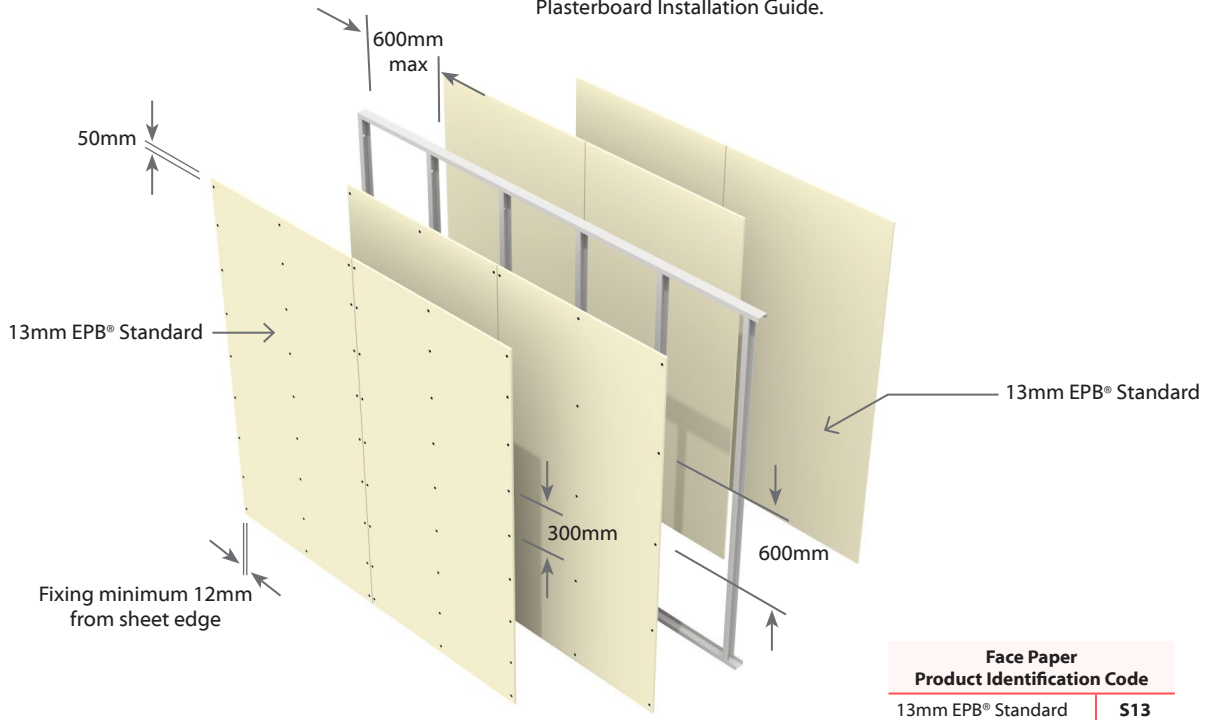 Plasterboard Installation Guide.
600mm
max
50mm
13mm EPB® Standard
13mm EPB® Standard
300mm
600mm
Fixing minimum 12mm
from sheet edge
Face Paper
Product Identification Code
13mm EPB® Standard S13